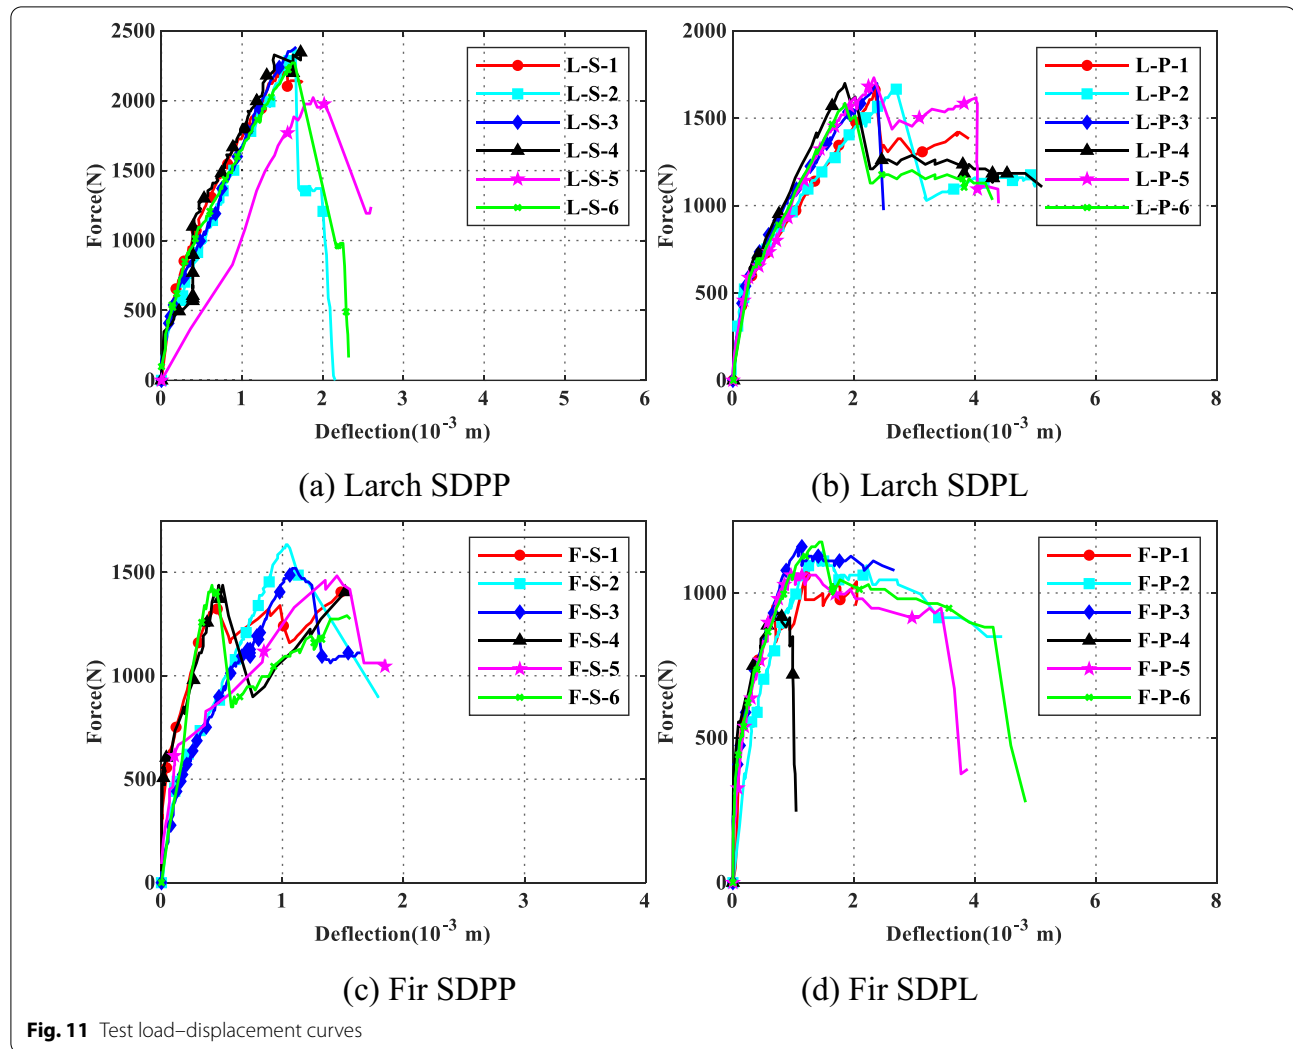 2500
2000
1500
1000
500
0
Force(N)
0 1 2 3 4 5 6
Deflection(10⁻³ m)
L-S-1
L-S-2
L-S-3
L-S-4
L-S-5
L-S-6
(a) Larch SDPP
2000
1500
1000
500
0
Force(N)
0 2 4 6 8
Deflection(10⁻³ m)
L-P-1
L-P-2
L-P-3
L-P-4
L-P-5
L-P-6
(b) Larch SDPL
1500
1000
500
0
Force(N)
0 1 2 3 4
Deflection(10⁻³ m)
F-S-1
F-S-2
F-S-3
F-S-4
F-S-5
F-S-6
(c) Fir SDPP
1000
500
0
Force(N)
0 2 4 6 8
Deflection(10⁻³ m)
F-P-1
F-P-2
F-P-3
F-P-4
F-P-5
F-P-6
(d) Fir SDPL
Fig. 11 Test load–displacement curves